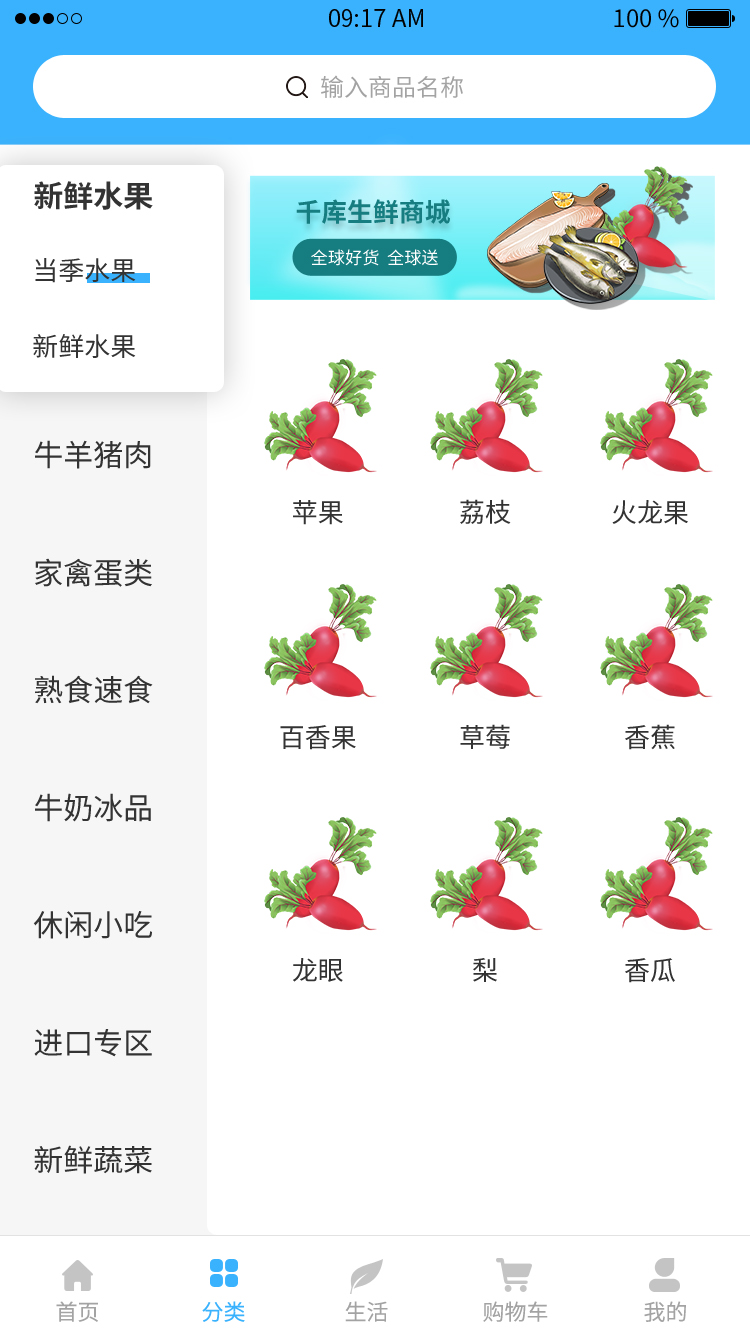 09:17 AM
100 %
输入商品名称
新鲜水果
当季水果
新鲜水果
牛羊猪肉
家禽蛋类
熟食速食
牛奶冰品
休闲小吃
进口专区
新鲜蔬菜
千库生鲜商城
全球好货 全球送
苹果 荔枝 火龙果
百香果 草莓 香蕉
龙眼 梨 香瓜
首页 分类 生活 购物车 我的